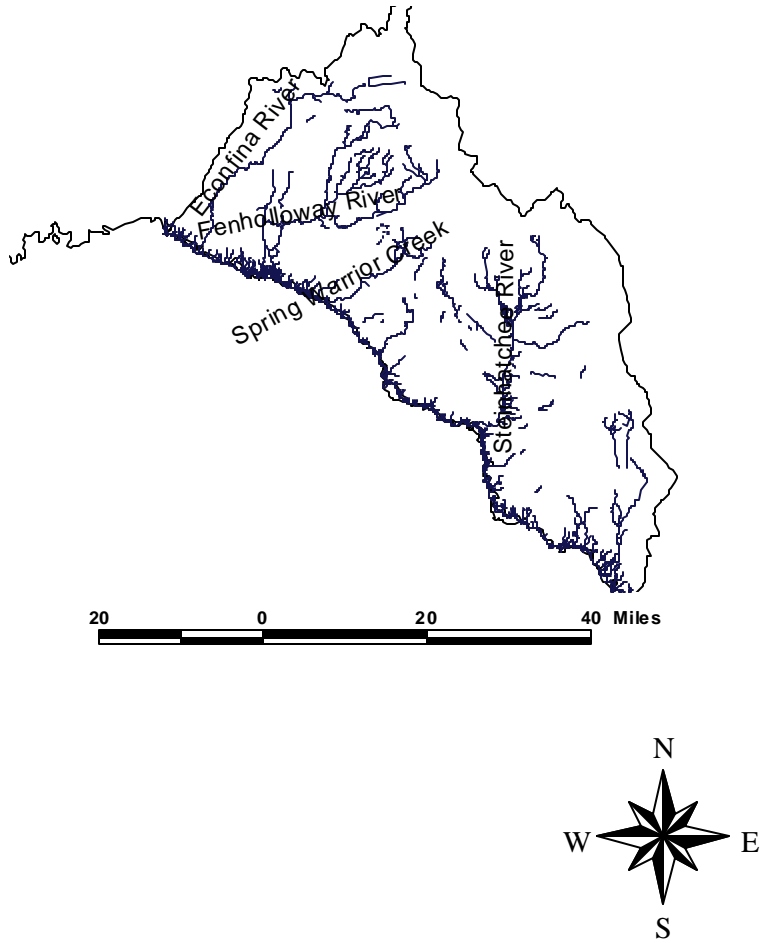 Econfina River
Fenholloway River
Spring Warrior Creek
Steinhatchee River
20 0 20 40 Miles
N
W E
S